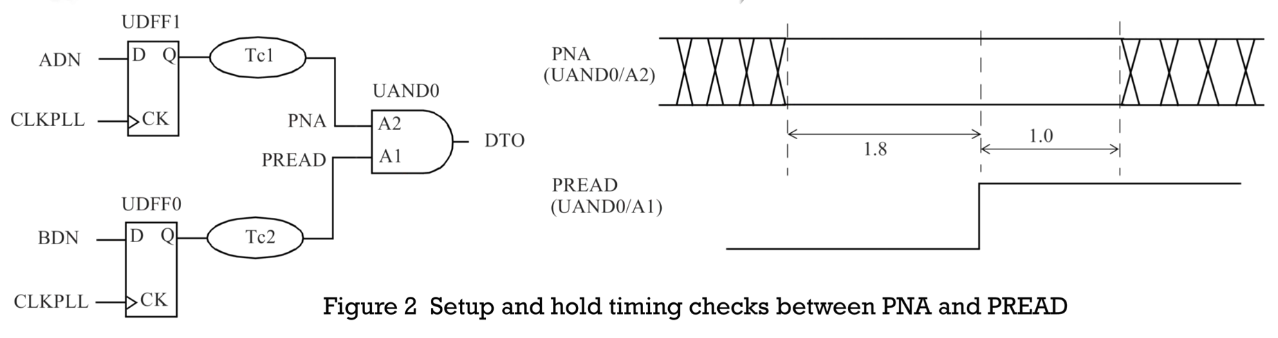 UDFF1
ADN
D Q
Tc1
CLKPLL
CK
UAND0
PNA
A2
DTO
PREAD
A1
UDFF0
BDN
D Q
Tc2
CLKPLL
CK
PNA
(UAND0/A2)
1.8
1.0
PREAD
(UAND0/A1)
Figure 2 Setup and hold timing checks between PNA and PREAD